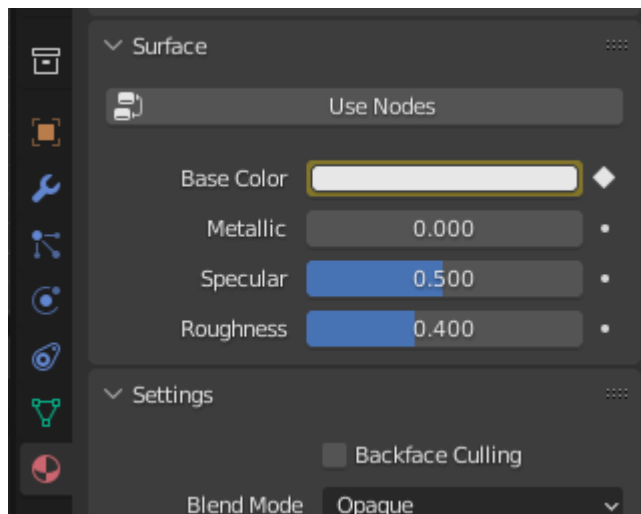 Surface
Use Nodes
Base Color
Metallic 0.000
Specular 0.500
Roughness 0.400
Settings
Backface Culling
Blend Mode Opaque